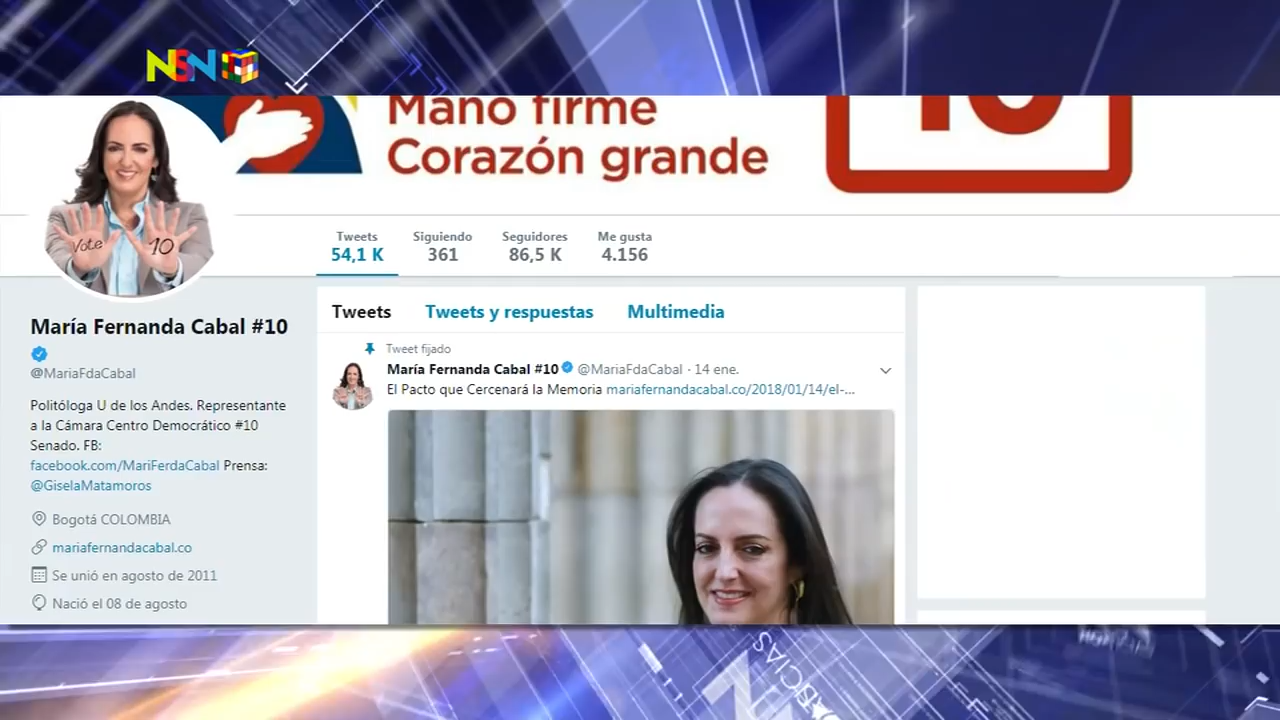 NSN
Mano firme
Corazón grande
10
Vote 10
Tweets Siguiendo Seguidores Me gusta
54,1 K 361 86,5 K 4.156
María Fernanda Cabal #10
@MariaFdaCabal
Politóloga U de los Andes. Representante
a la Cámara Centro Democrático #10
Senado. FB:
facebook.com/MariFerdaCabal Prensa:
@GiselaMatamoros
Bogotá COLOMBIA
mariafernandacabal.co
Se unió en agosto de 2011
Nació el 08 de agosto
Tweets Tweets y respuestas Multimedia
Tweet fijado
María Fernanda Cabal #10 @MariaFdaCabal · 14 ene.
El Pacto que Cercenará la Memoria mariafernandacabal.co/2018/01/14/el-...